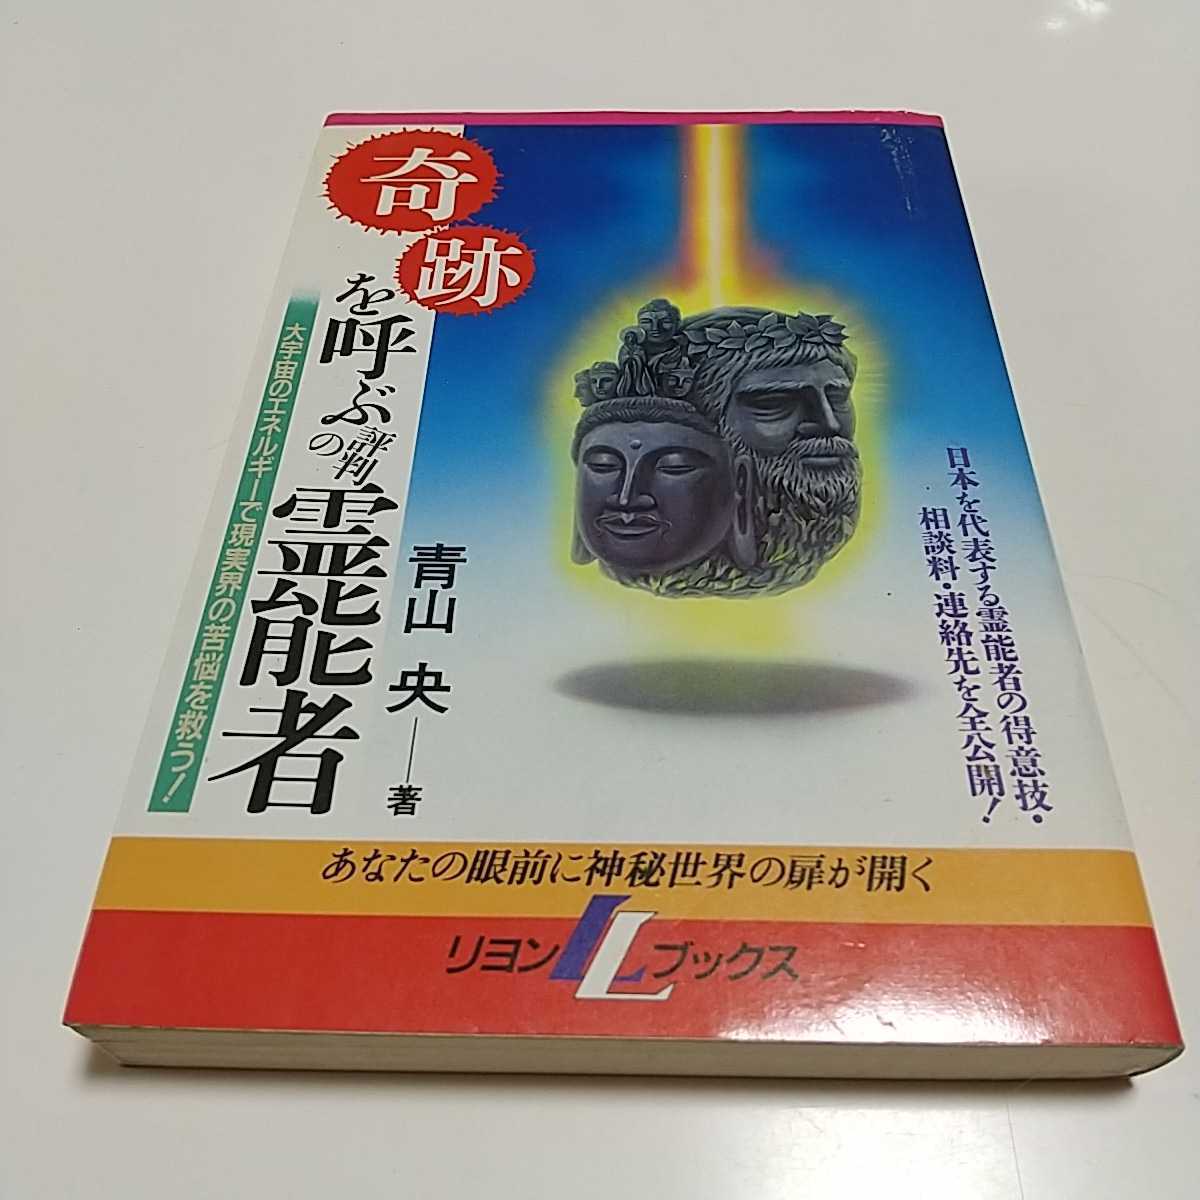 奇跡
を呼ぶ
評判の
霊能者
大宇宙のエネルギーで現実界の苦悩を救う!
青山 央—著
日本を代表する霊能者の得意技・
相談料・連絡先を全公開!
あなたの眼前に神秘世界の扉が開く
リヨンLLブックス